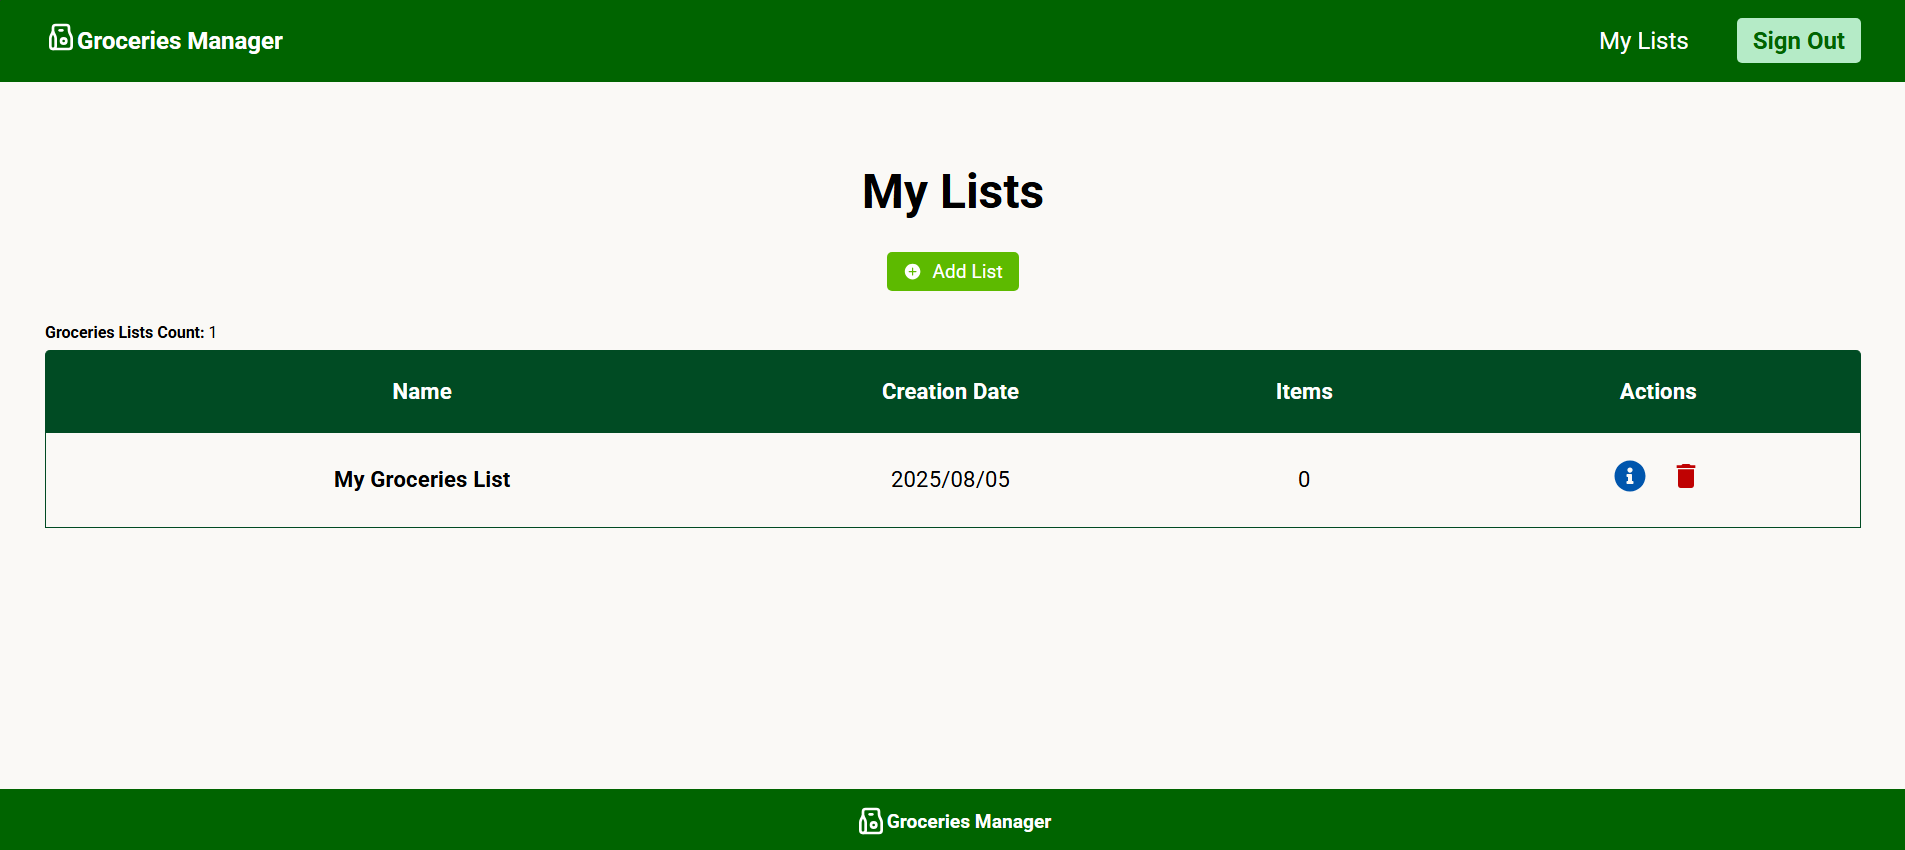 Groceries Manager
My Lists
Sign Out
My Lists
Add List
Groceries Lists Count: 1
Name Creation Date Items Actions
My Groceries List 2025/08/05 0
Groceries Manager